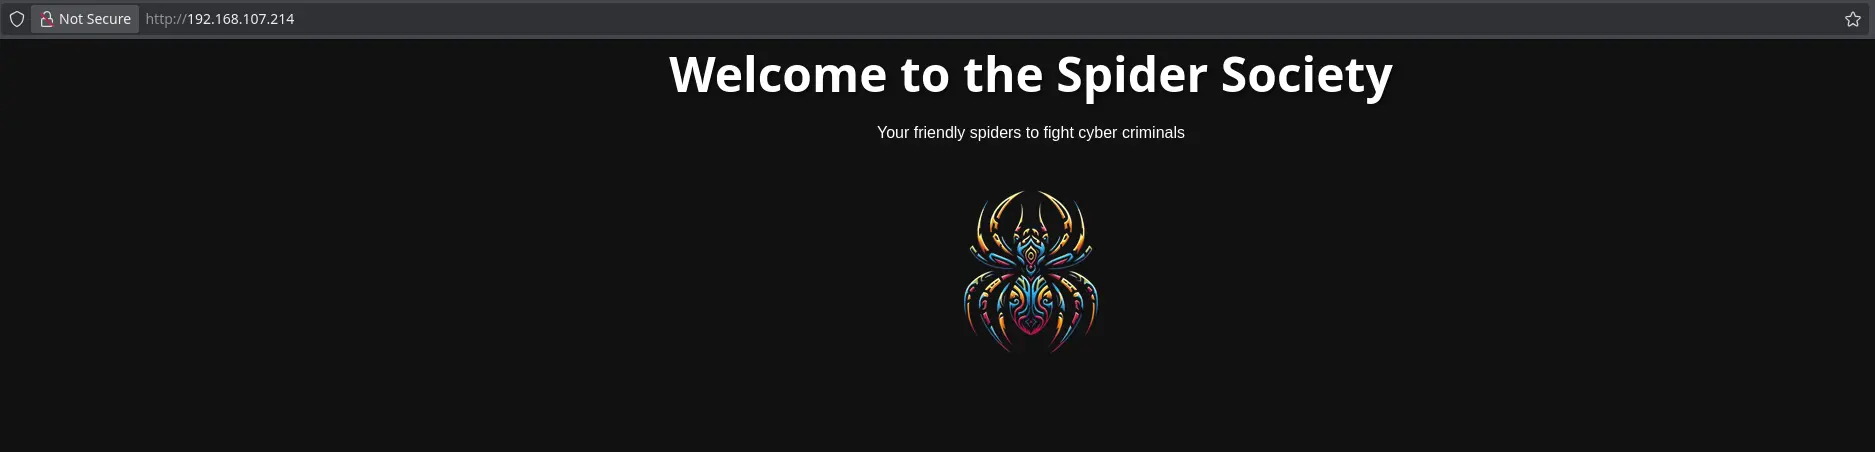 Not Secure http://192.168.107.214
Welcome to the Spider Society
Your friendly spiders to fight cyber criminals